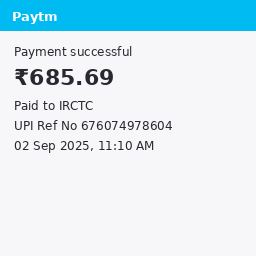 Paytm
Payment successful
₹685.69
Paid to IRCTC
UPI Ref No 676074978604
02 Sep 2025, 11:10 AM